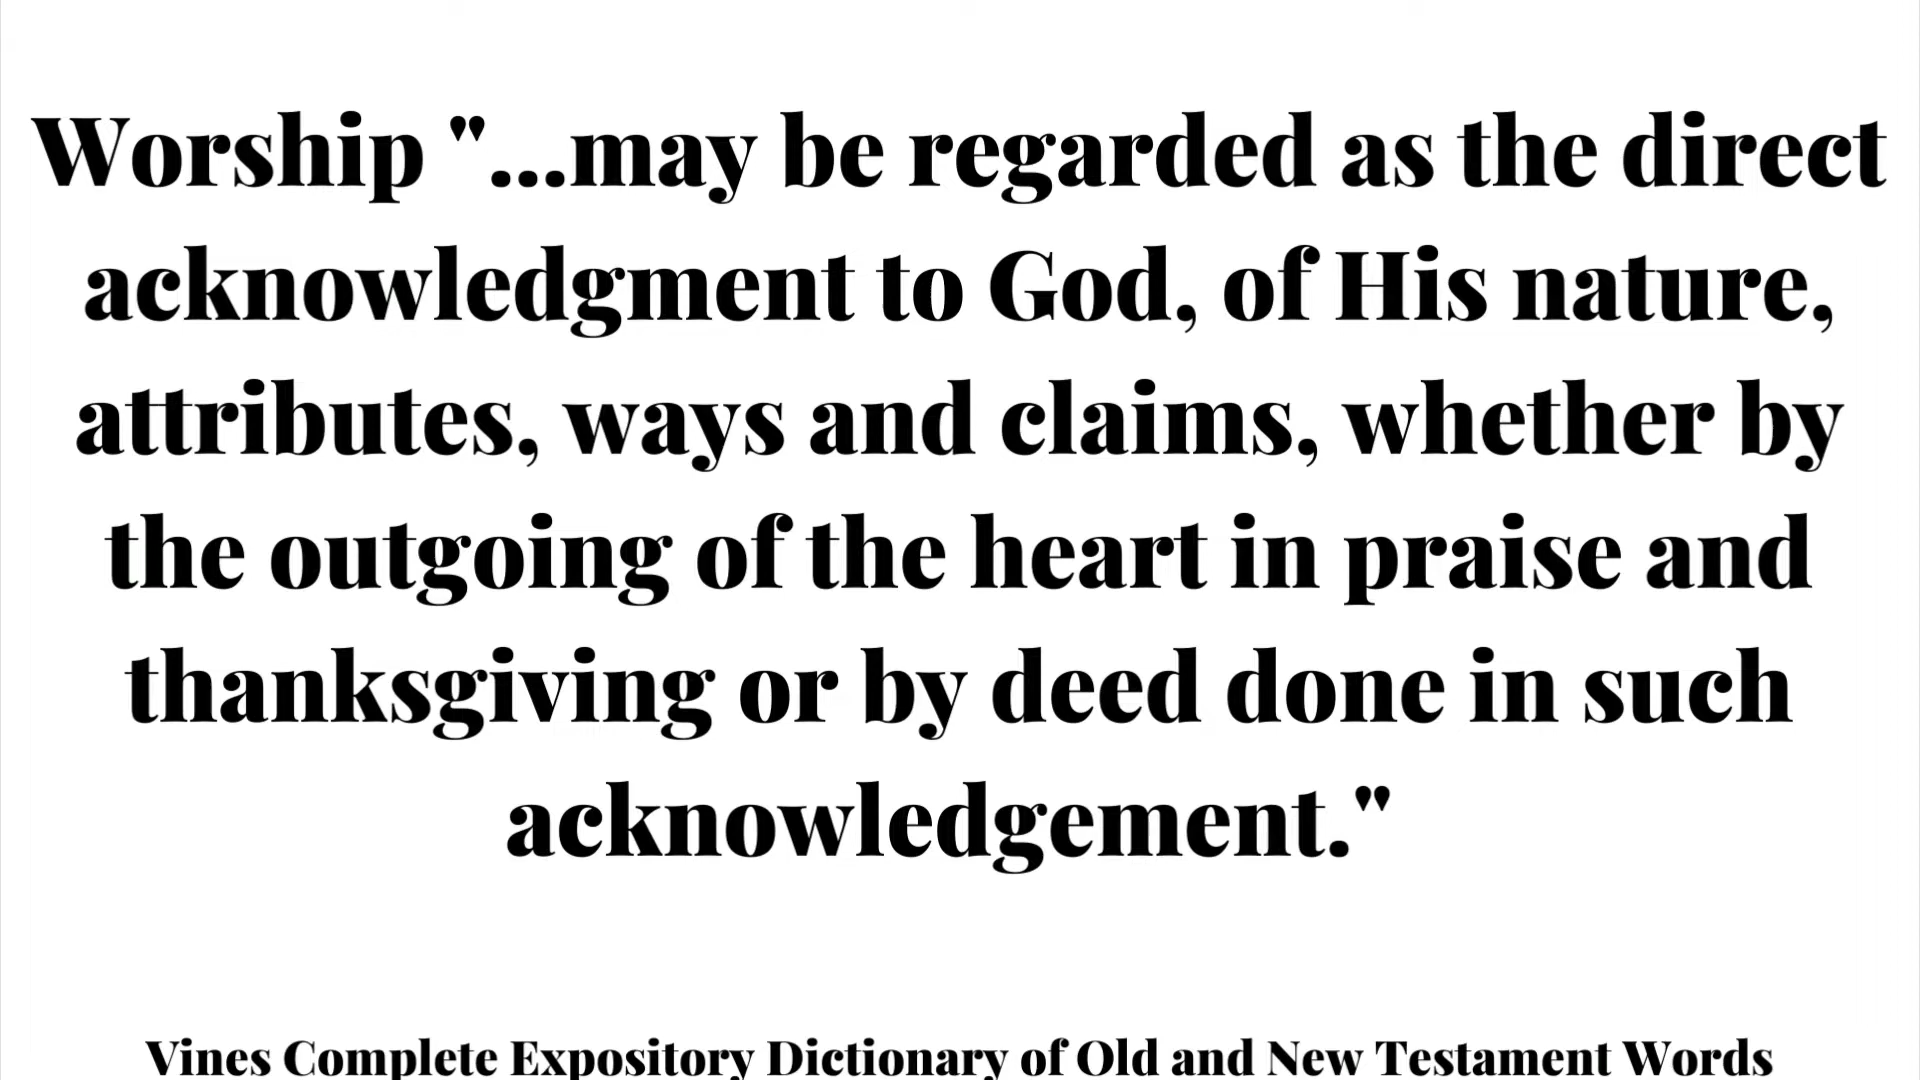 Worship "...may be regarded as the direct
acknowledgment to God, of His nature,
attributes, ways and claims, whether by
the outgoing of the heart in praise and
thanksgiving or by deed done in such
acknowledgement."
Vines Complete Expository Dictionary of Old and New Testament Words